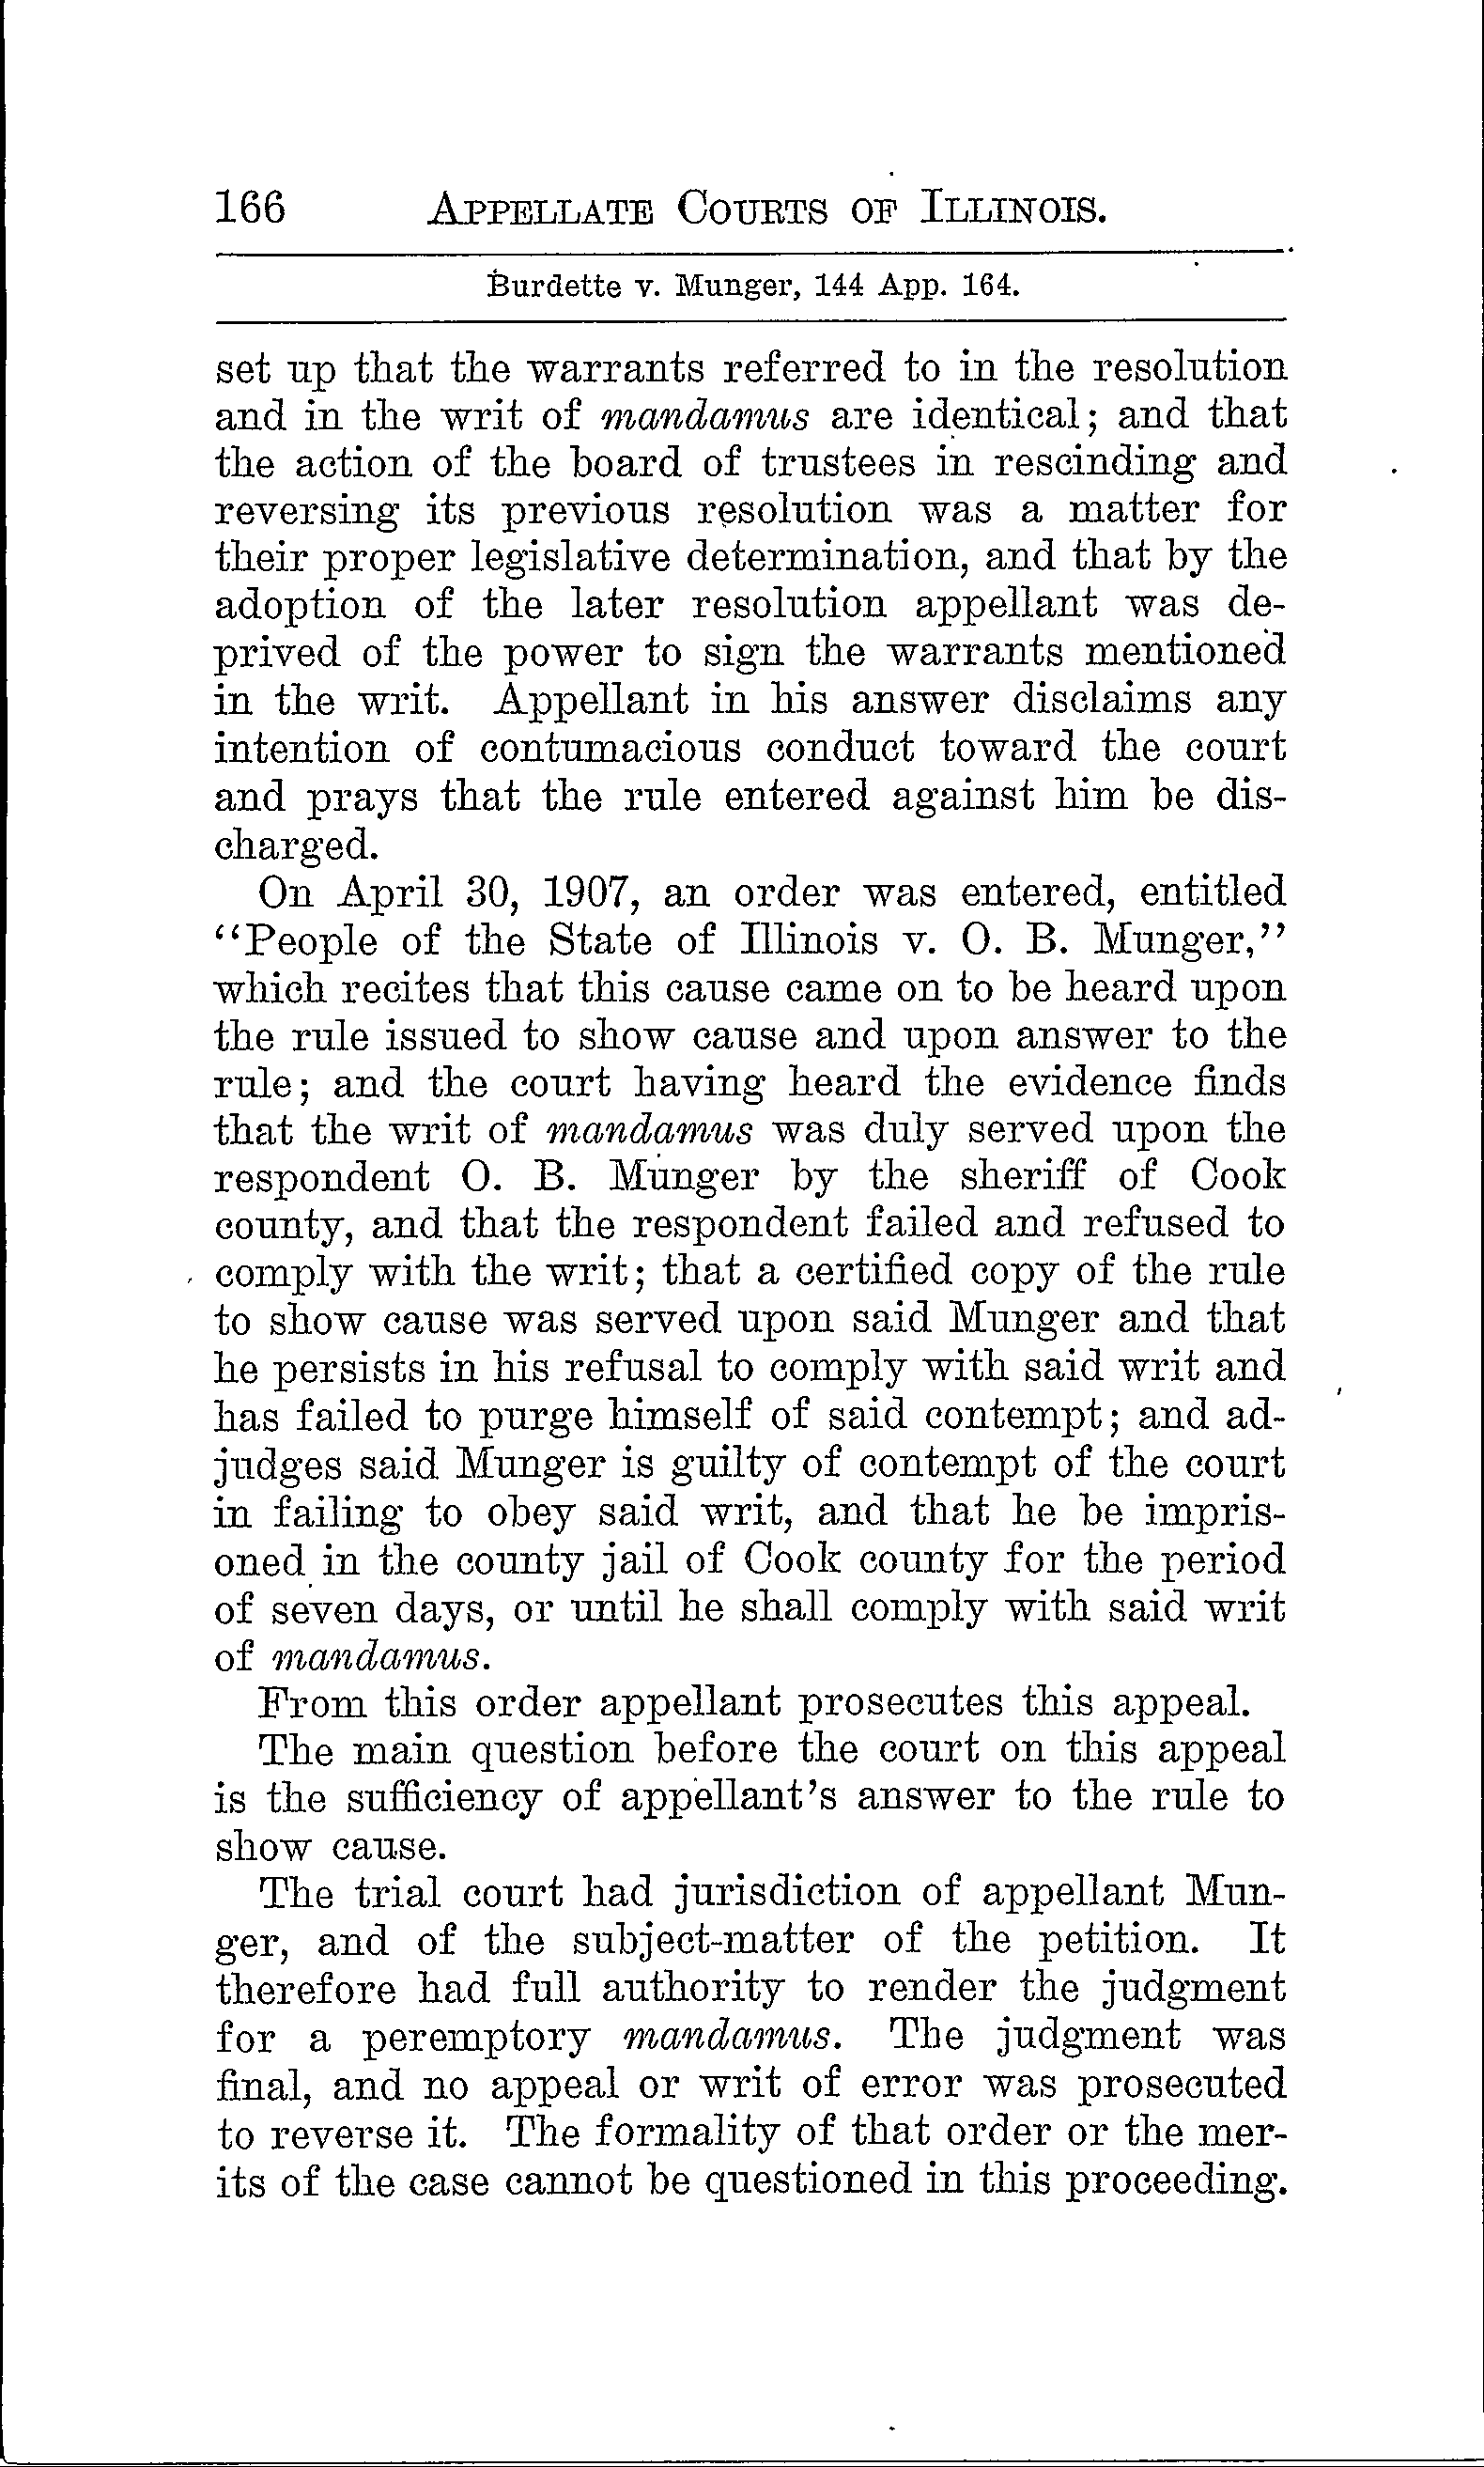 166 APPELLATE COURTS OF ILLINOIS.
Burdette v. Munger, 144 App. 164.
set up that the warrants referred to in the resolution
and in the writ of mandamus are identical; and that
the action of the board of trustees in rescinding and
reversing its previous resolution was a matter for
their proper legislative determination, and that by the
adoption of the later resolution appellant was de-
prived of the power to sign the warrants mentioned
in the writ. Appellant in his answer disclaims any
intention of contumacious conduct toward the court
and prays that the rule entered against him be dis-
charged.
On April 30, 1907, an order was entered, entitled
‘‘People of the State of Illinois v. O. B. Munger,’’
which recites that this cause came on to be heard upon
the rule issued to show cause and upon answer to the
rule; and the court having heard the evidence finds
that the writ of mandamus was duly served upon the
respondent O. B. Munger by the sheriff of Cook
county, and that the respondent failed and refused to
comply with the writ; that a certified copy of the rule
to show cause was served upon said Munger and that
he persists in his refusal to comply with said writ and
has failed to purge himself of said contempt; and ad-
judges said Munger is guilty of contempt of the court
in failing to obey said writ, and that he be impris-
oned in the county jail of Cook county for the period
of seven days, or until he shall comply with said writ
of mandamus.
From this order appellant prosecutes this appeal.
The main question before the court on this appeal
is the sufficiency of appellant's answer to the rule to
show cause.
The trial court had jurisdiction of appellant Mun-
ger, and of the subject-matter of the petition. It
therefore had full authority to render the judgment
for a peremptory mandamus. The judgment was
final, and no appeal or writ of error was prosecuted
to reverse it. The formality of that order or the mer-
its of the case cannot be questioned in this proceeding.